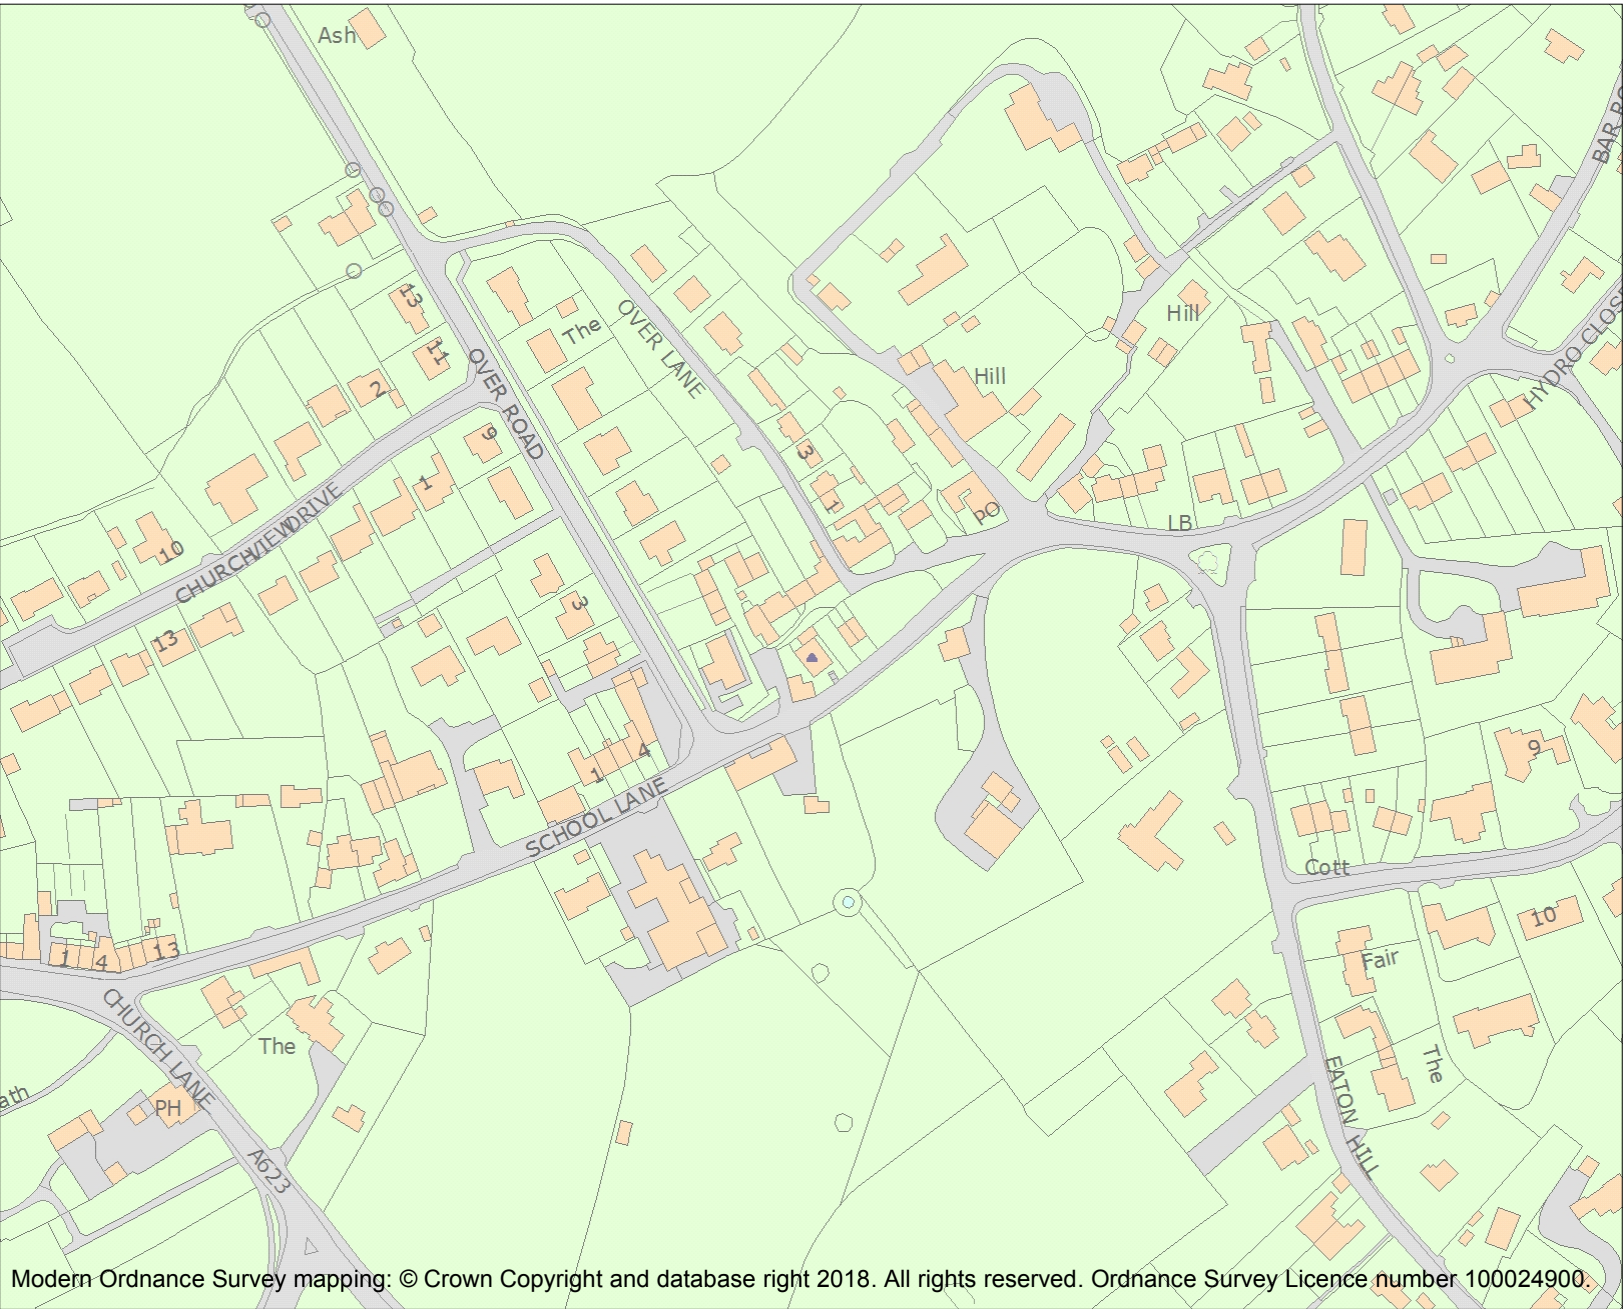 Ash
BAR RO
13
The
OVER LANE
Hill
11
OVER ROAD
Hill
HYDRO CLOSE
2
9
3
1
1
PO
LB
CHURCHVIEW DRIVE
10
3
13
4
1
SCHOOL LANE
9
Cott
10
13
1
4
Fair
CHURCH LANE
The
The
EATON HILL
ath
PH
A623
Modern Ordnance Survey mapping: © Crown Copyright and database right 2018. All rights reserved. Ordnance Survey Licence number 100024900.